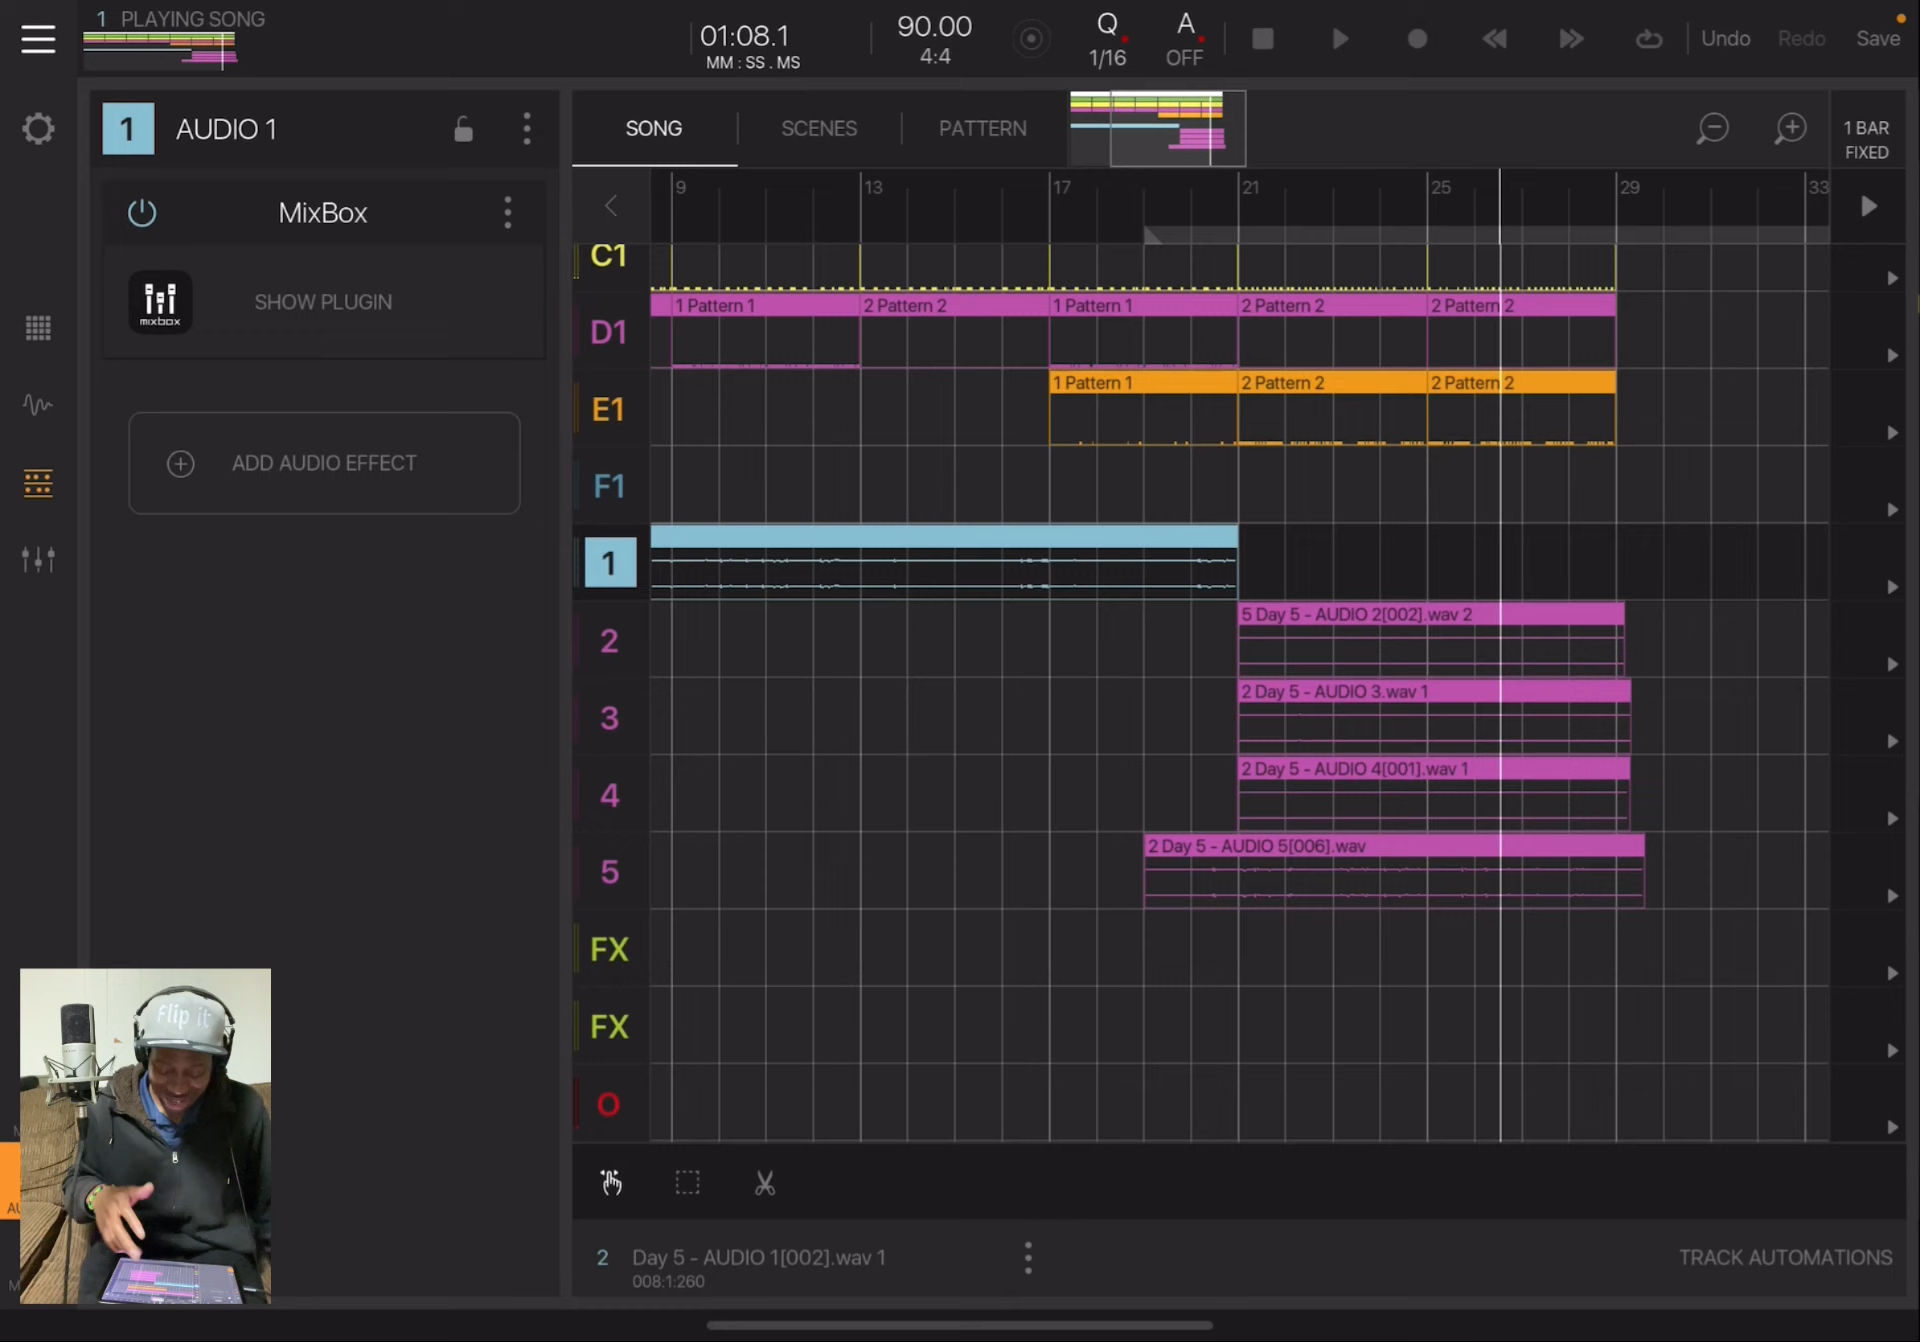 1 PLAYING SONG
01:08.1
MM : SS . MS
90.00
4:4
Q
1/16
A
OFF
Undo
Redo
Save
1
AUDIO 1
SONG
SCENES
PATTERN
1 BAR
FIXED
MixBox
mixbox
SHOW PLUGIN
ADD AUDIO EFFECT
9
13
17
21
25
29
33
C1
D1
1 Pattern 1
2 Pattern 2
1 Pattern 1
2 Pattern 2
2 Pattern 2
E1
1 Pattern 1
2 Pattern 2
2 Pattern 2
F1
1
2
5 Day 5 - AUDIO 2[002].wav 2
3
2 Day 5 - AUDIO 3.wav 1
4
2 Day 5 - AUDIO 4[001].wav 1
5
2 Day 5 - AUDIO 5[006].wav
FX
FX
O
Flip it
2 Day 5 - AUDIO 1[002].wav 1
008:1:260
TRACK AUTOMATIONS